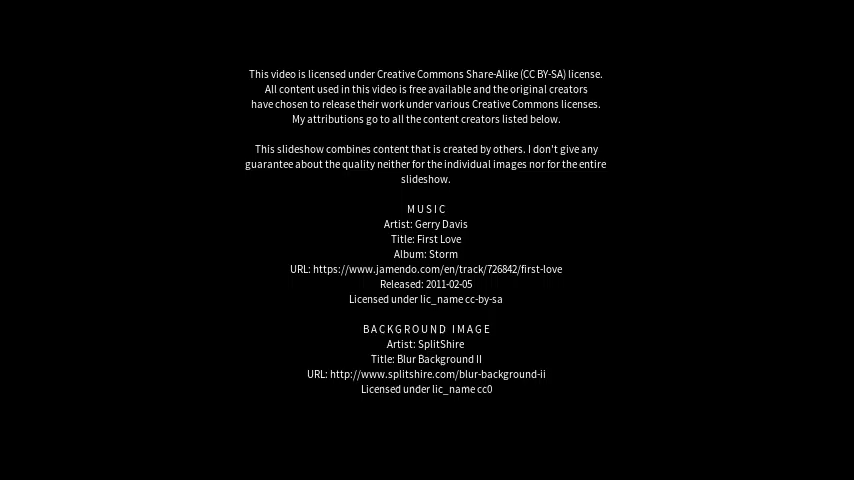 This video is licensed under Creative Commons Share-Alike (CC BY-SA) license.
All content used in this video is free available and the original creators
have chosen to release their work under various Creative Commons licenses.
My attributions go to all the content creators listed below.
This slideshow combines content that is created by others. I don't give any
guarantee about the quality neither for the individual images nor for the entire
slideshow.
MUSIC
Artist: Gerry Davis
Title: First Love
Album: Storm
URL: https://www.jamendo.com/en/track/726842/first-love
Released: 2011-02-05
Licensed under lic_name cc-by-sa
BACKGROUND IMAGE
Artist: SplitShire
Title: Blur Background II
URL: http://www.splitshire.com/blur-background-ii
Licensed under lic_name cc0